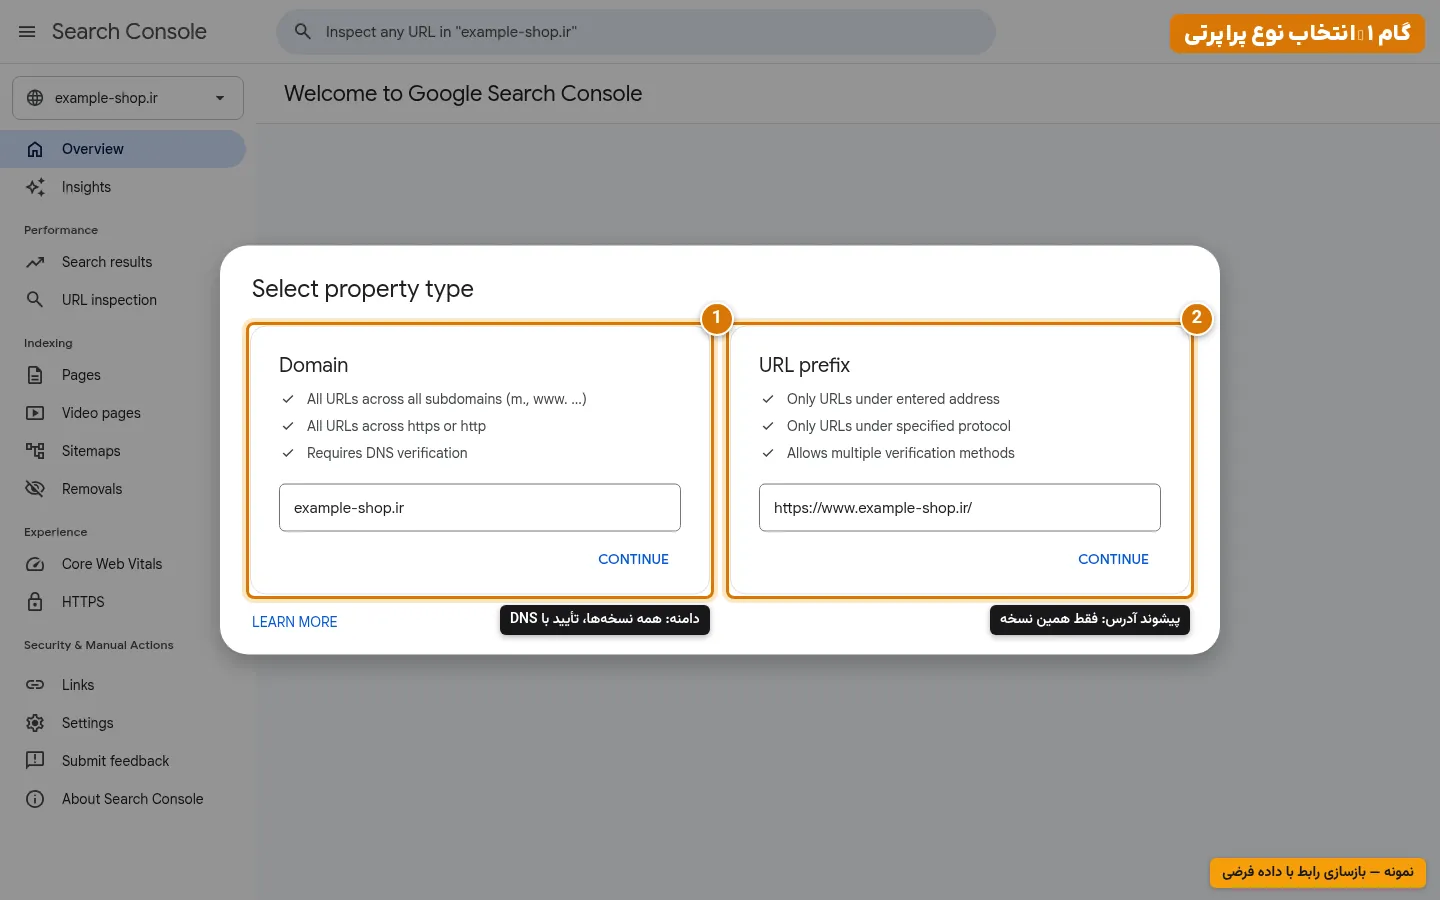 Search Console
Inspect any URL in "example-shop.ir"
گام ۱ انتخاب نوع پراپرتی
example-shop.ir
Welcome to Google Search Console
Overview
Insights
Performance
Search results
URL inspection
Indexing
Pages
Video pages
Sitemaps
Removals
Experience
Core Web Vitals
HTTPS
Security & Manual Actions
Links
Settings
Submit feedback
About Search Console
Select property type
1
Domain
All URLs across all subdomains (m., www. ...)
All URLs across https or http
Requires DNS verification
example-shop.ir
CONTINUE
دامنه: همه نسخه‌ها، تأیید با DNS
2
URL prefix
Only URLs under entered address
Only URLs under specified protocol
Allows multiple verification methods
https://www.example-shop.ir/
CONTINUE
پیشوند آدرس: فقط همین نسخه
LEARN MORE
نمونه — بازسازی رابط با داده فرضی